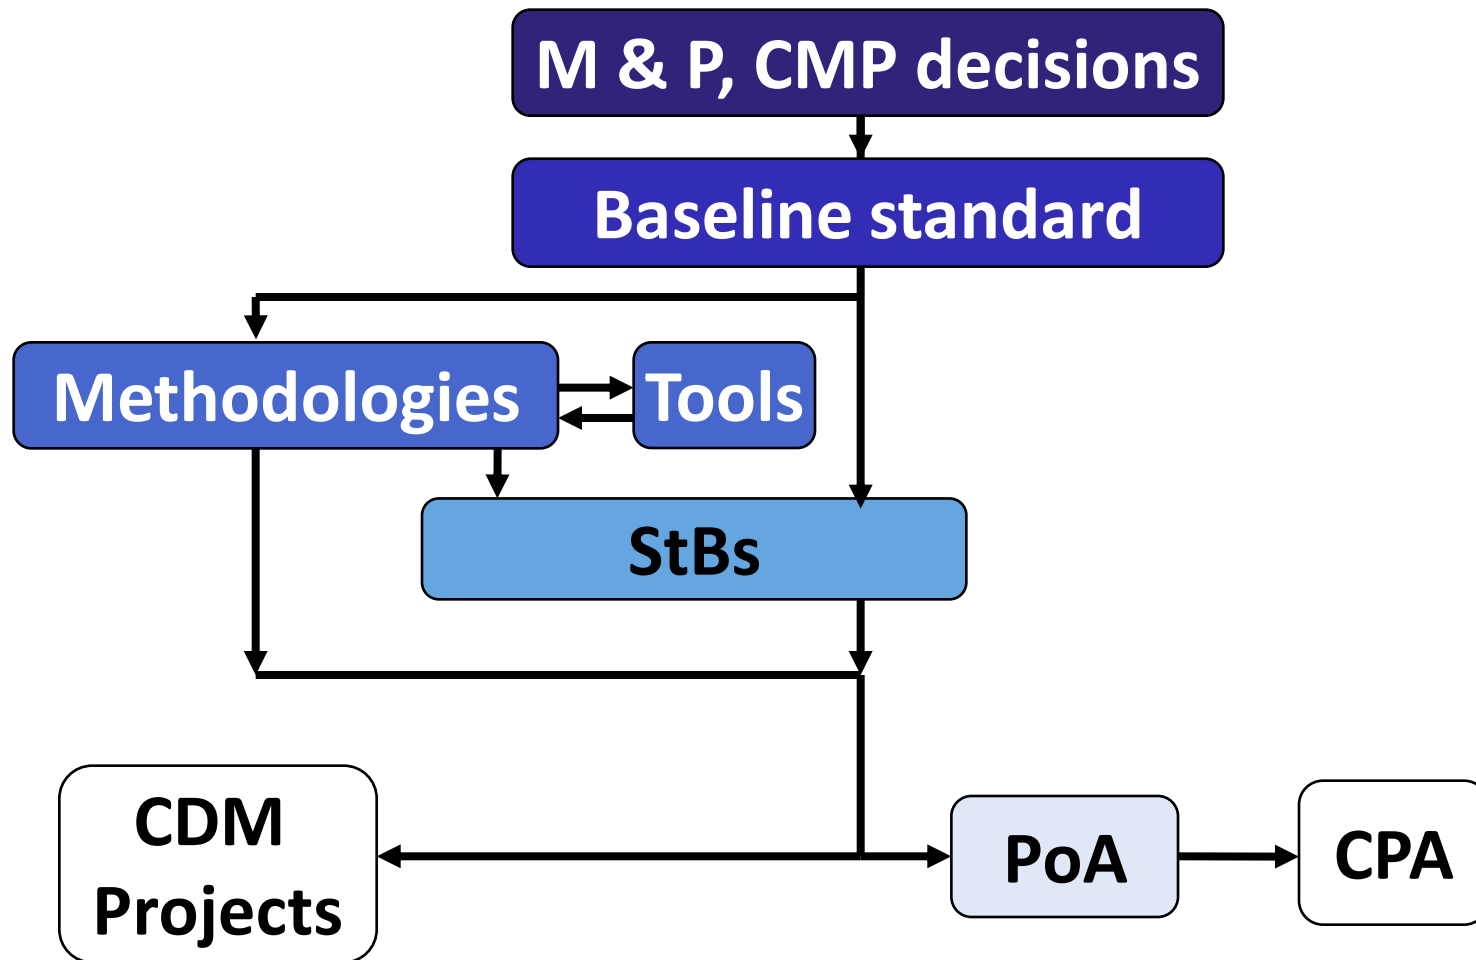 M & P, CMP decisions
Baseline standard
Methodologies
Tools
StBs
CDM
Projects
PoA
CPA